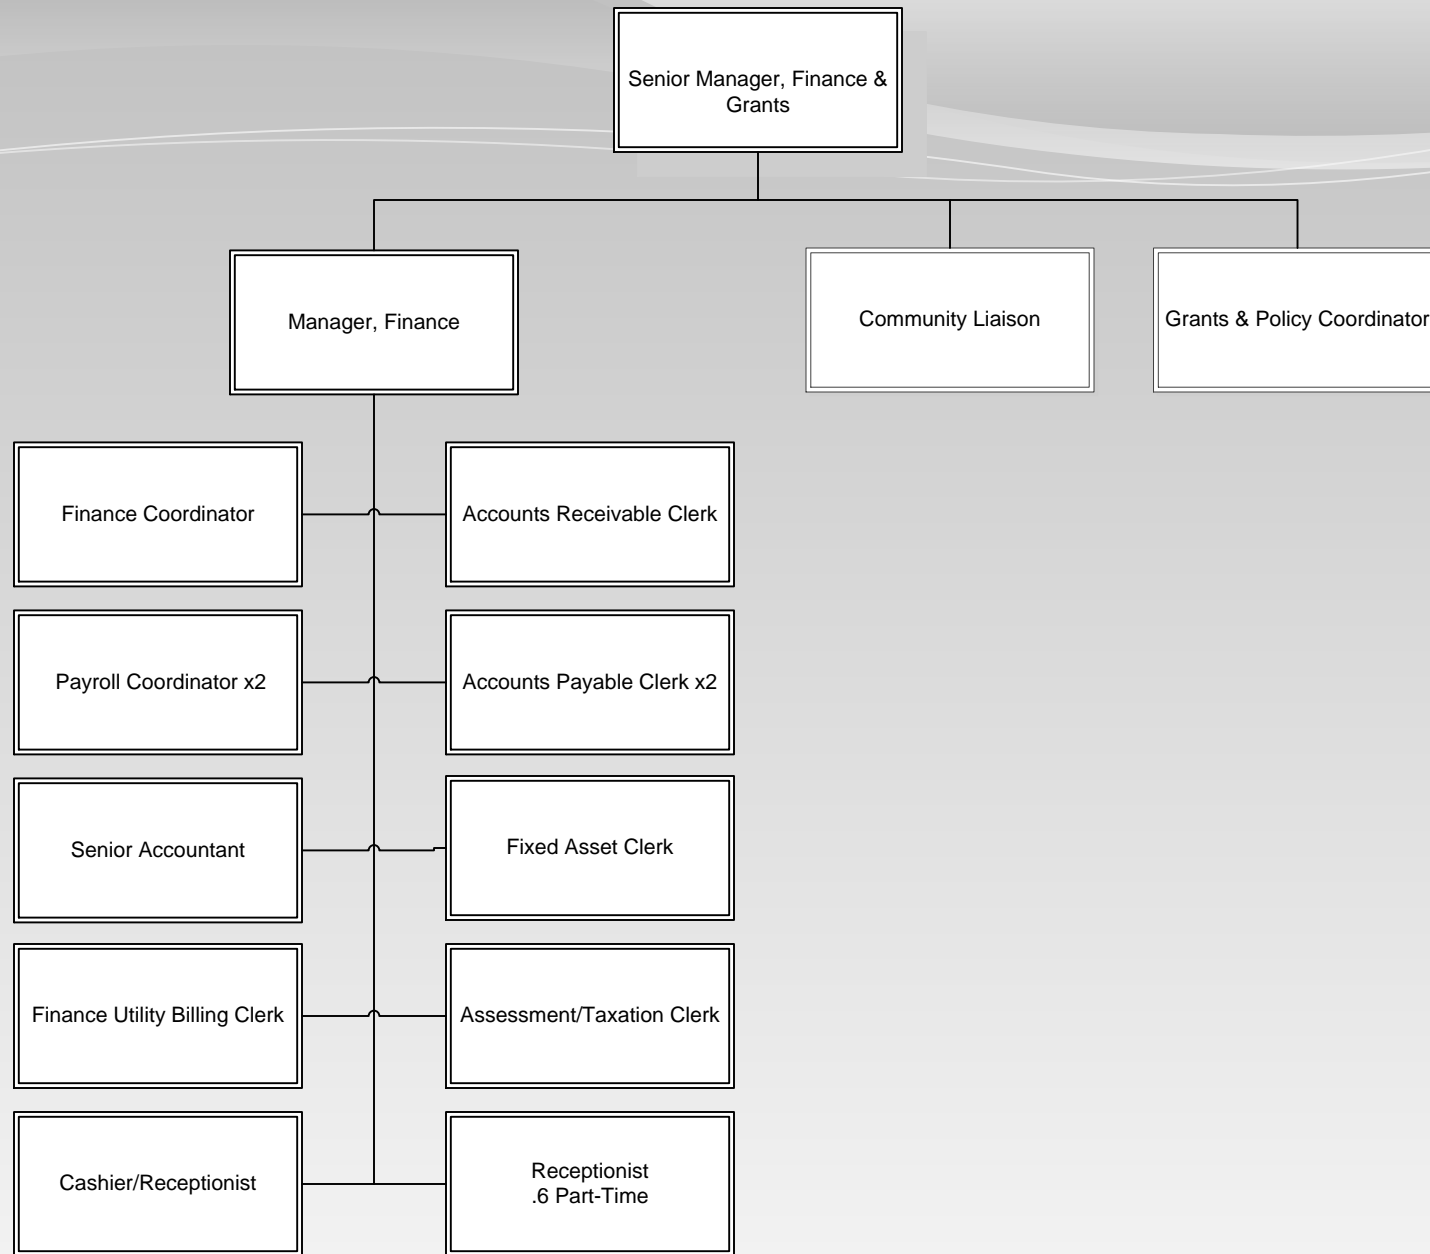 Senior Manager, Finance &
Grants
Manager, Finance
Community Liaison
Grants & Policy Coordinator
Finance Coordinator
Accounts Receivable Clerk
Payroll Coordinator x2
Accounts Payable Clerk x2
Senior Accountant
Fixed Asset Clerk
Finance Utility Billing Clerk
Assessment/Taxation Clerk
Cashier/Receptionist
Receptionist
.6 Part-Time